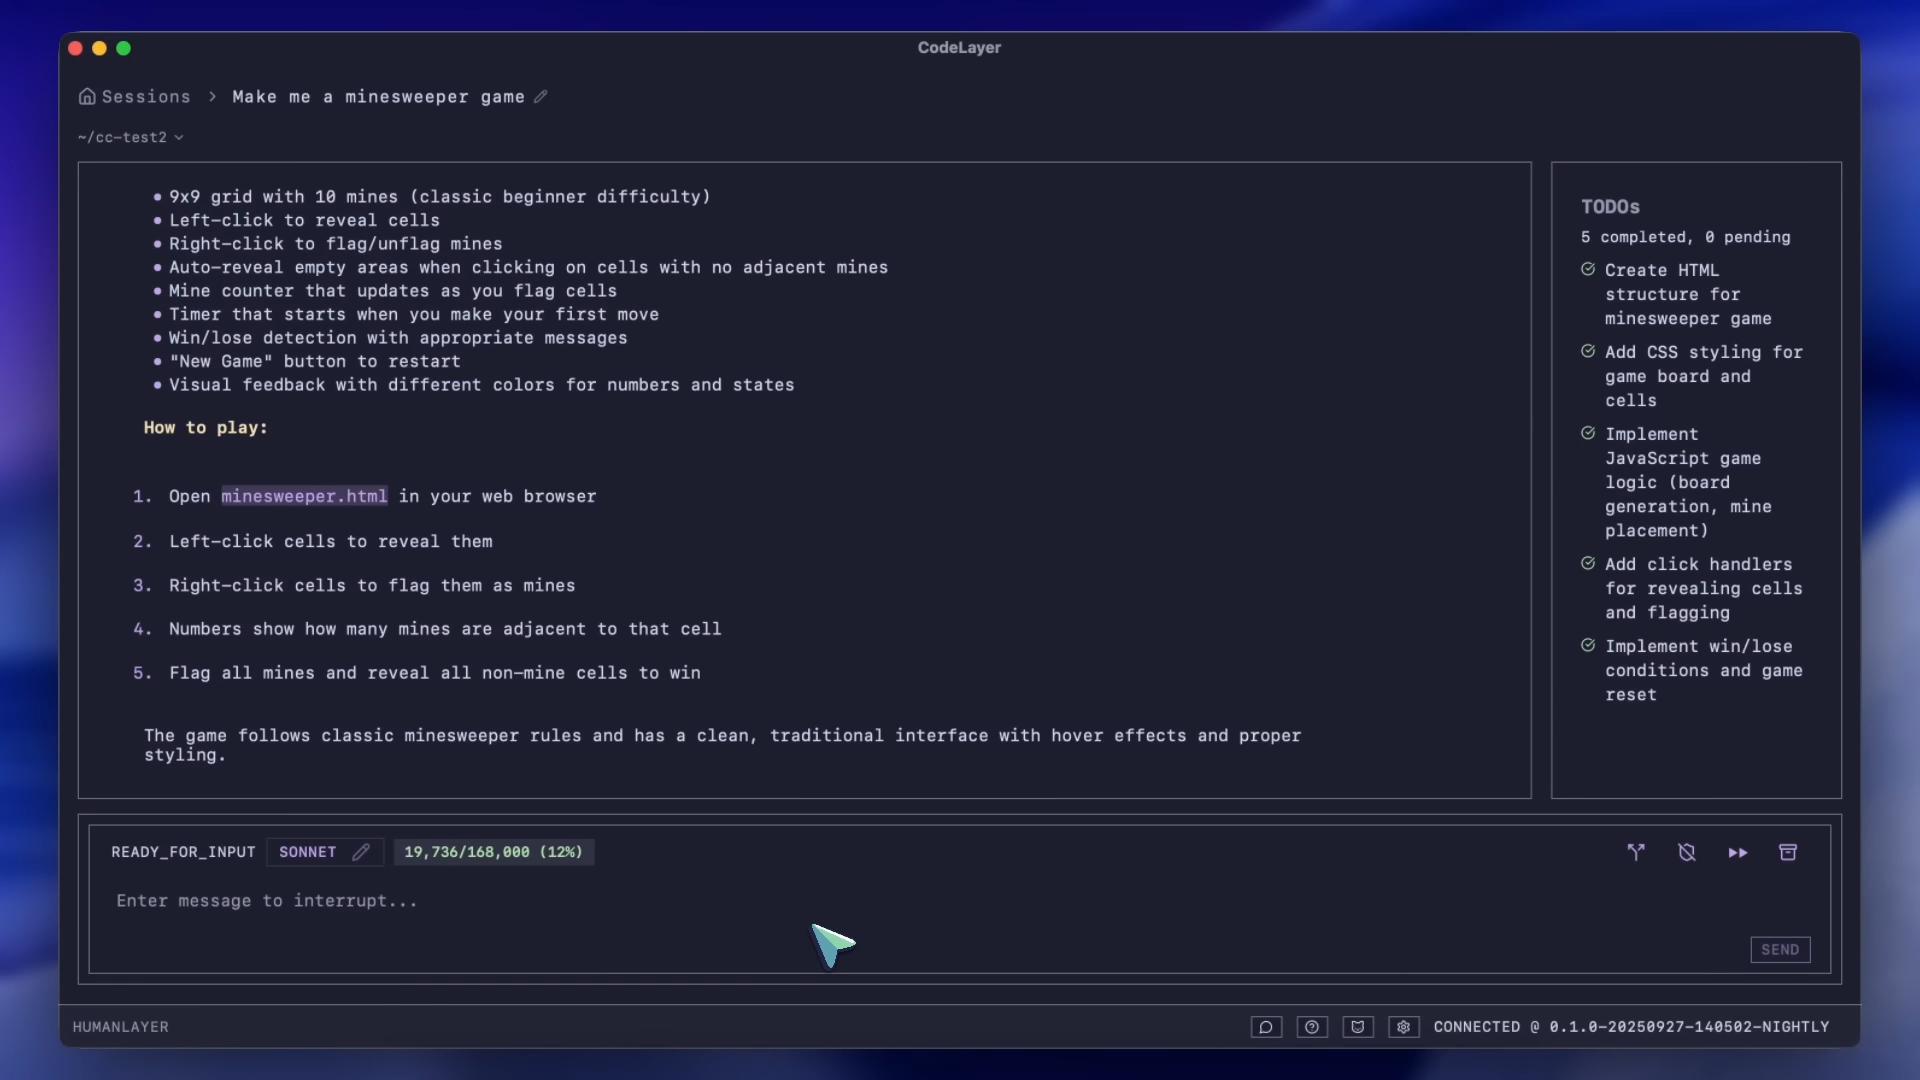 CodeLayer
Sessions > Make me a minesweeper game
~/cc-test2
• 9x9 grid with 10 mines (classic beginner difficulty)
• Left-click to reveal cells
• Right-click to flag/unflag mines
• Auto-reveal empty areas when clicking on cells with no adjacent mines
• Mine counter that updates as you flag cells
• Timer that starts when you make your first move
• Win/lose detection with appropriate messages
• "New Game" button to restart
• Visual feedback with different colors for numbers and states
How to play:
1. Open minesweeper.html in your web browser
2. Left-click cells to reveal them
3. Right-click cells to flag them as mines
4. Numbers show how many mines are adjacent to that cell
5. Flag all mines and reveal all non-mine cells to win
The game follows classic minesweeper rules and has a clean, traditional interface with hover effects and proper
styling.
TODOs
5 completed, 0 pending
Create HTML
structure for
minesweeper game
Add CSS styling for
game board and
cells
Implement
JavaScript game
logic (board
generation, mine
placement)
Add click handlers
for revealing cells
and flagging
Implement win/lose
conditions and game
reset
READY_FOR_INPUT SONNET 19,736/168,000 (12%)
Enter message to interrupt...
SEND
HUMANLAYER
CONNECTED @ 0.1.0-20250927-140502-NIGHTLY